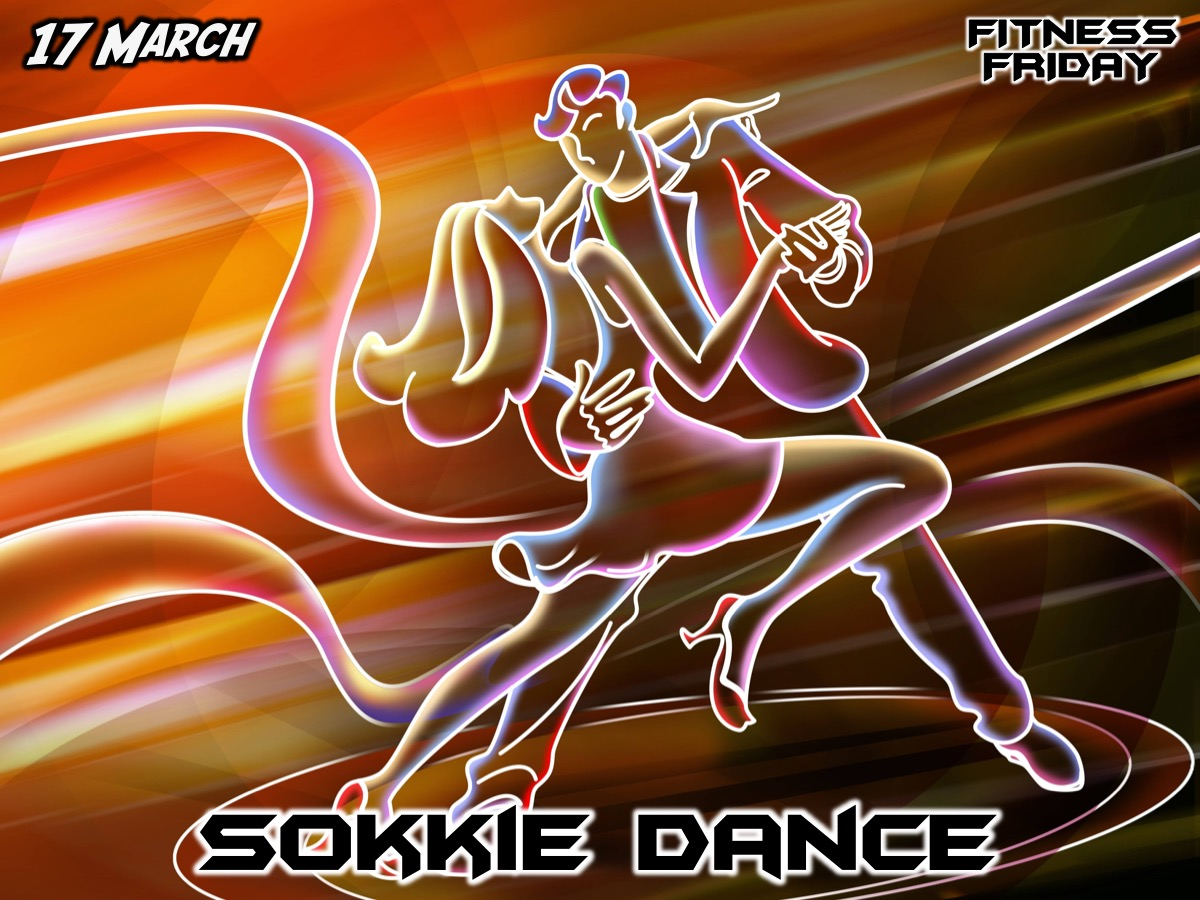 17 March
FITNESS
FRIDAY
SOKKIE DANCE